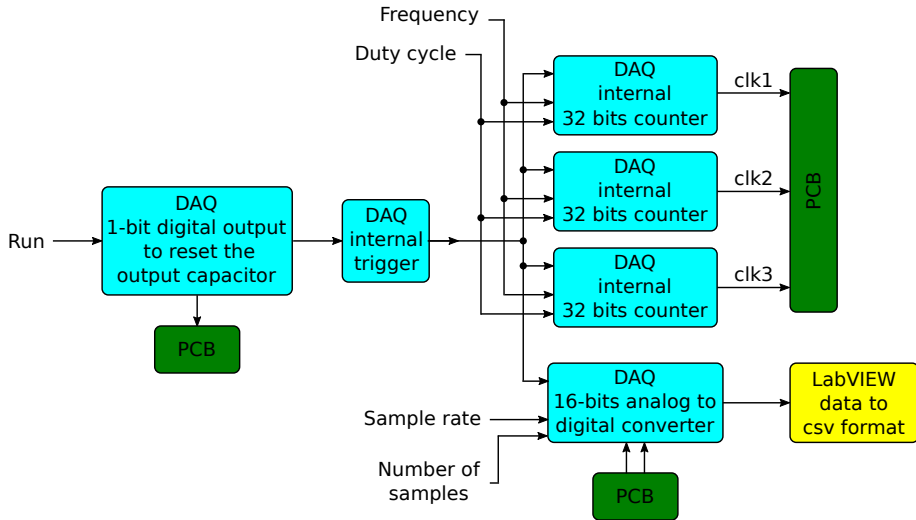 Frequency
Duty cycle
DAQ
internal
32 bits counter
clk1
DAQ
internal
32 bits counter
clk2
DAQ
internal
32 bits counter
clk3
PCB
Run
DAQ
1-bit digital output
to reset the
output capacitor
PCB
DAQ
internal
trigger
Sample rate
Number of
samples
DAQ
16-bits analog to
digital converter
PCB
LabVIEW
data to
csv format